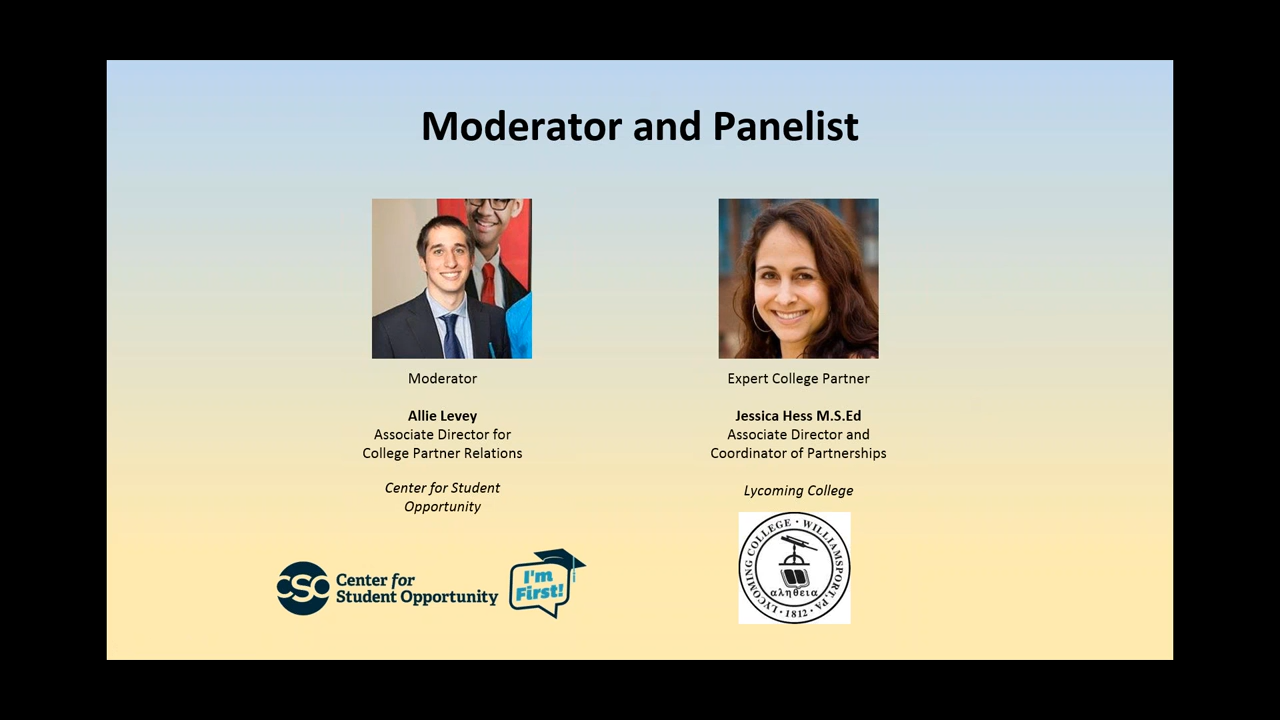 Moderator and Panelist
Moderator
Allie Levey
Associate Director for
College Partner Relations
Center for Student
Opportunity
CSO
Center for
Student Opportunity
I'm
First!
Expert College Partner
Jessica Hess M.S.Ed
Associate Director and
Coordinator of Partnerships
Lycoming College
LYCOMING COLLEGE · WILLIAMSPORT, PA.
αληθεια
· 1812 ·